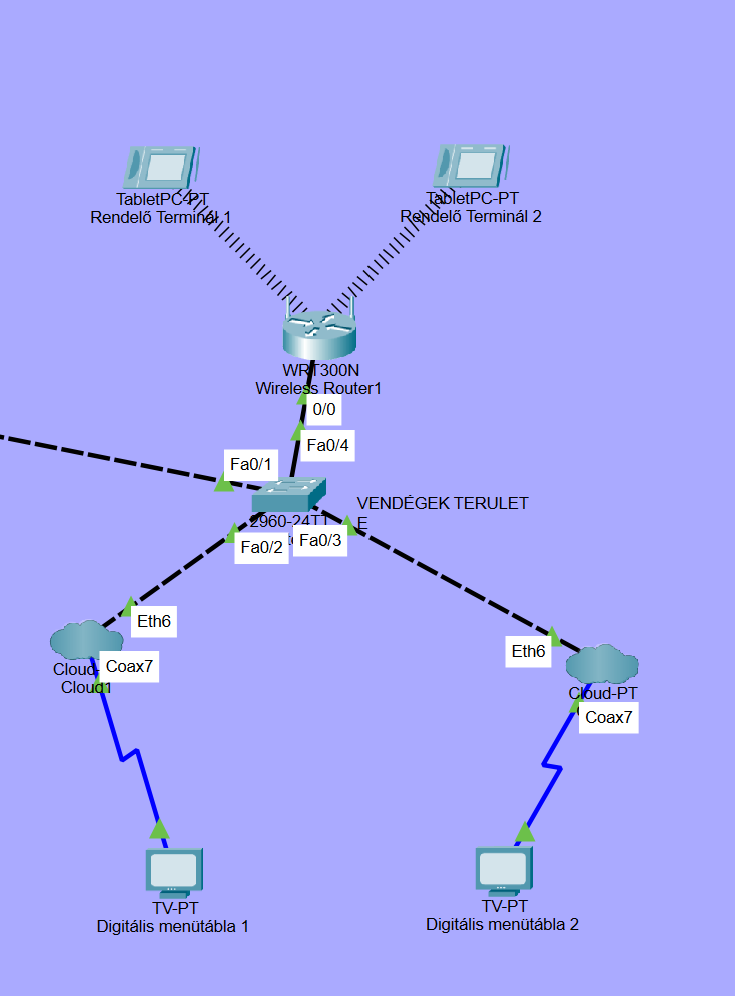 TabletPC-PT
Rendelő Terminál 1
TabletPC-PT
Rendelő Terminál 2
WRT300N
Wireless Router1
0/0
Fa0/4
Fa0/1
VENDÉGEK TERULET
E
2960-24TT
Fa0/2
Fa0/3
Eth6
Eth6
Coax7
Cloud1
Cloud-PT
Coax7
TV-PT
Digitális menütábla 1
TV-PT
Digitális menütábla 2